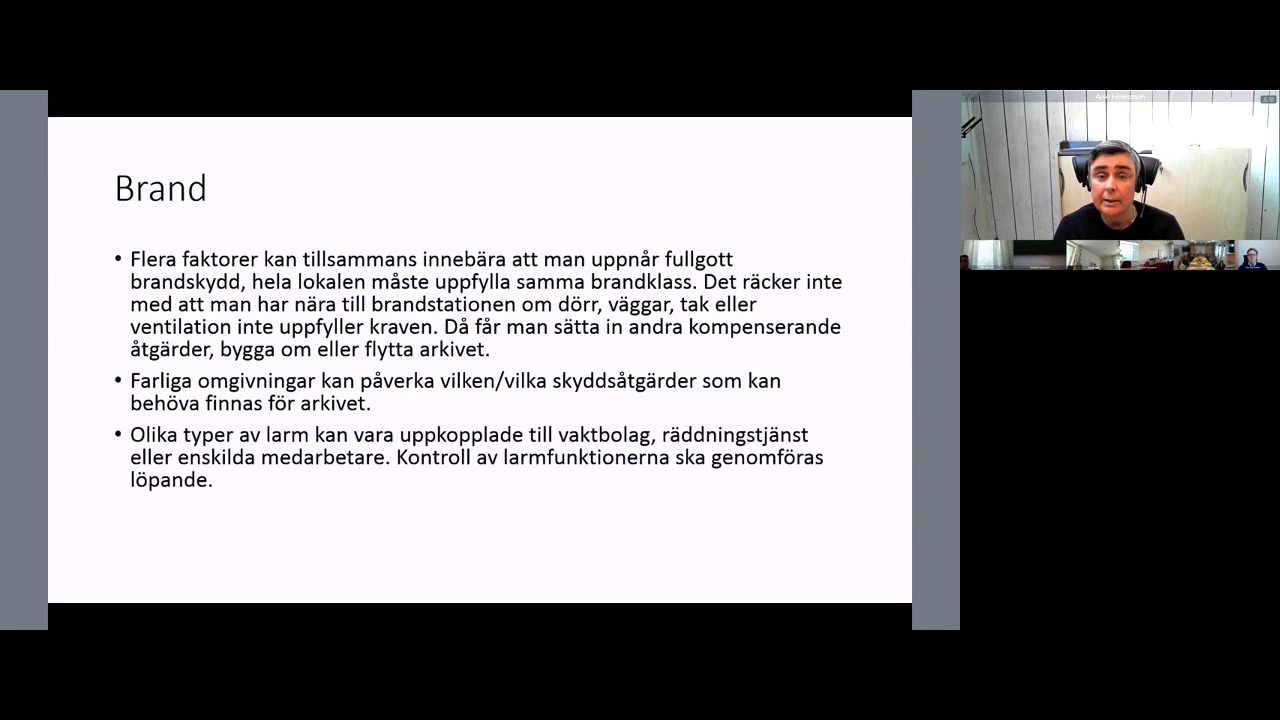 Brand
• Flera faktorer kan tillsammans innebära att man uppnår fullgott
brandskydd, hela lokalen måste uppfylla samma brandklass. Det räcker inte
med att man har nära till brandstationen om dörr, väggar, tak eller
ventilation inte uppfyller kraven. Då får man sätta in andra kompenserande
åtgärder, bygga om eller flytta arkivet.
• Farliga omgivningar kan påverka vilken/vilka skyddsåtgärder som kan
behöva finnas för arkivet.
• Olika typer av larm kan vara uppkopplade till vaktbolag, räddningstjänst
eller enskilda medarbetare. Kontroll av larmfunktionerna ska genomföras
löpande.